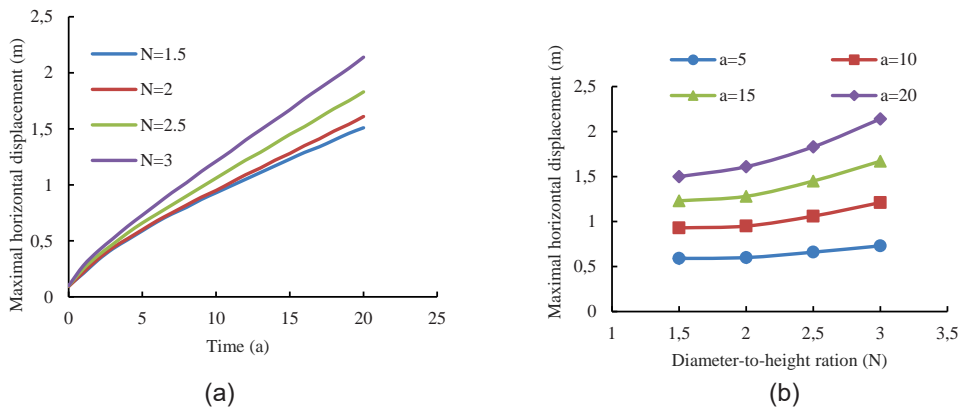 Maximal horizontal displacement (m)
2,5
2
1,5
1
0,5
0
0
5
10
15
20
25
Time (a)
N=1.5
N=2
N=2.5
N=3
(a)
Maximal horizontal displacement (m)
a=5
a=10
a=15
a=20
2,5
2
1,5
1
0,5
0
1
1,5
2
2,5
3
3,5
Diameter-to-height ration (N)
(b)